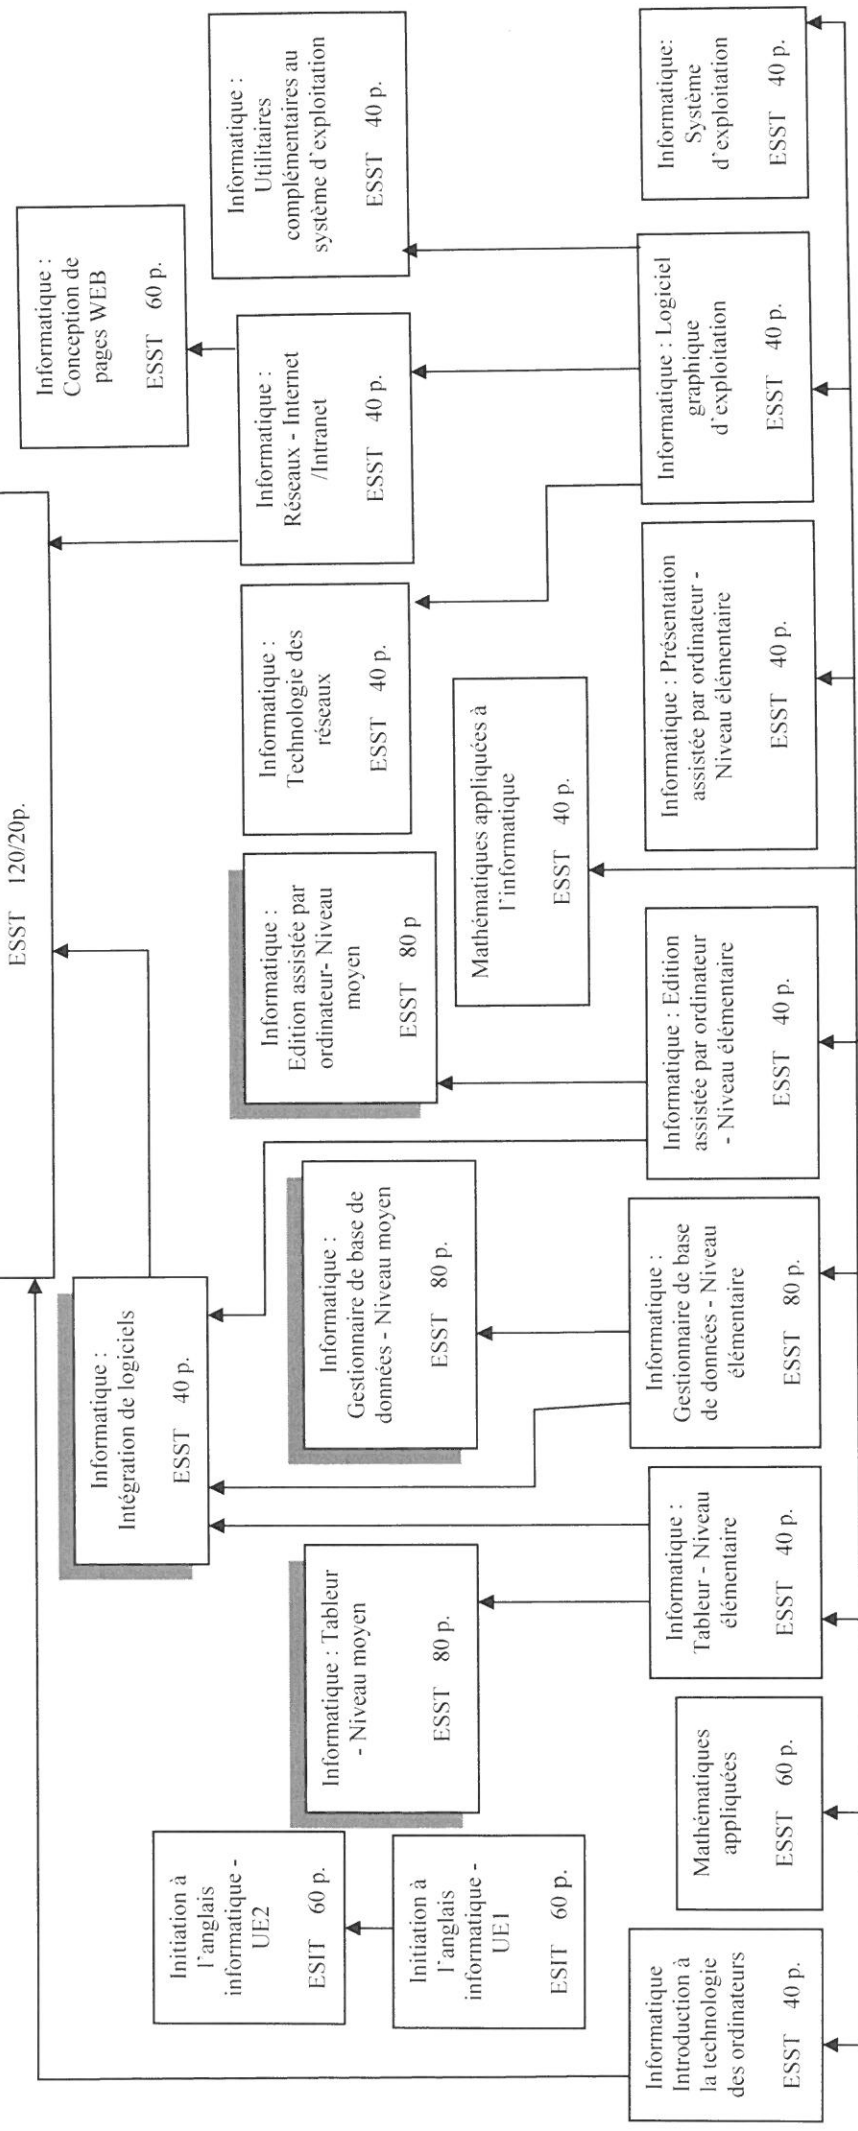 ESST 120/20p.
Informatique :
Conception de
pages WEB
ESST 60 p.
Informatique :
Intégration de logiciels
ESST 40 p.
Initiation à
l'anglais
informatique -
UE2
ESIT 60 p.
Initiation à
l'anglais
informatique -
UE1
ESIT 60 p.
Informatique : Tableur
- Niveau moyen
ESST 80 p.
Informatique :
Gestionnaire de base de
données - Niveau moyen
ESST 80 p.
Informatique :
Edition assistée par
ordinateur- Niveau
moyen
ESST 80 p
Informatique :
Technologie des
réseaux
ESST 40 p.
Informatique :
Réseaux - Internet
/Intranet
ESST 40 p.
Informatique :
Utilitaires
complémentaires au
système d'exploitation
ESST 40 p.
Mathématiques appliquées à
l'informatique
ESST 40 p.
Informatique
Introduction à
la technologie
des ordinateurs
ESST 40 p.
Mathématiques
appliquées
ESST 60 p.
Informatique :
Tableur - Niveau
élémentaire
ESST 40 p.
Informatique :
Gestionnaire de base
de données - Niveau
élémentaire
ESST 80 p.
Informatique : Edition
assistée par ordinateur
- Niveau élémentaire
ESST 40 p.
Informatique : Présentation
assistée par ordinateur -
Niveau élémentaire
ESST 40 p.
Informatique : Logiciel
graphique
d'exploitation
ESST 40 p.
Informatique:
Système
d'exploitation
ESST 40 p.